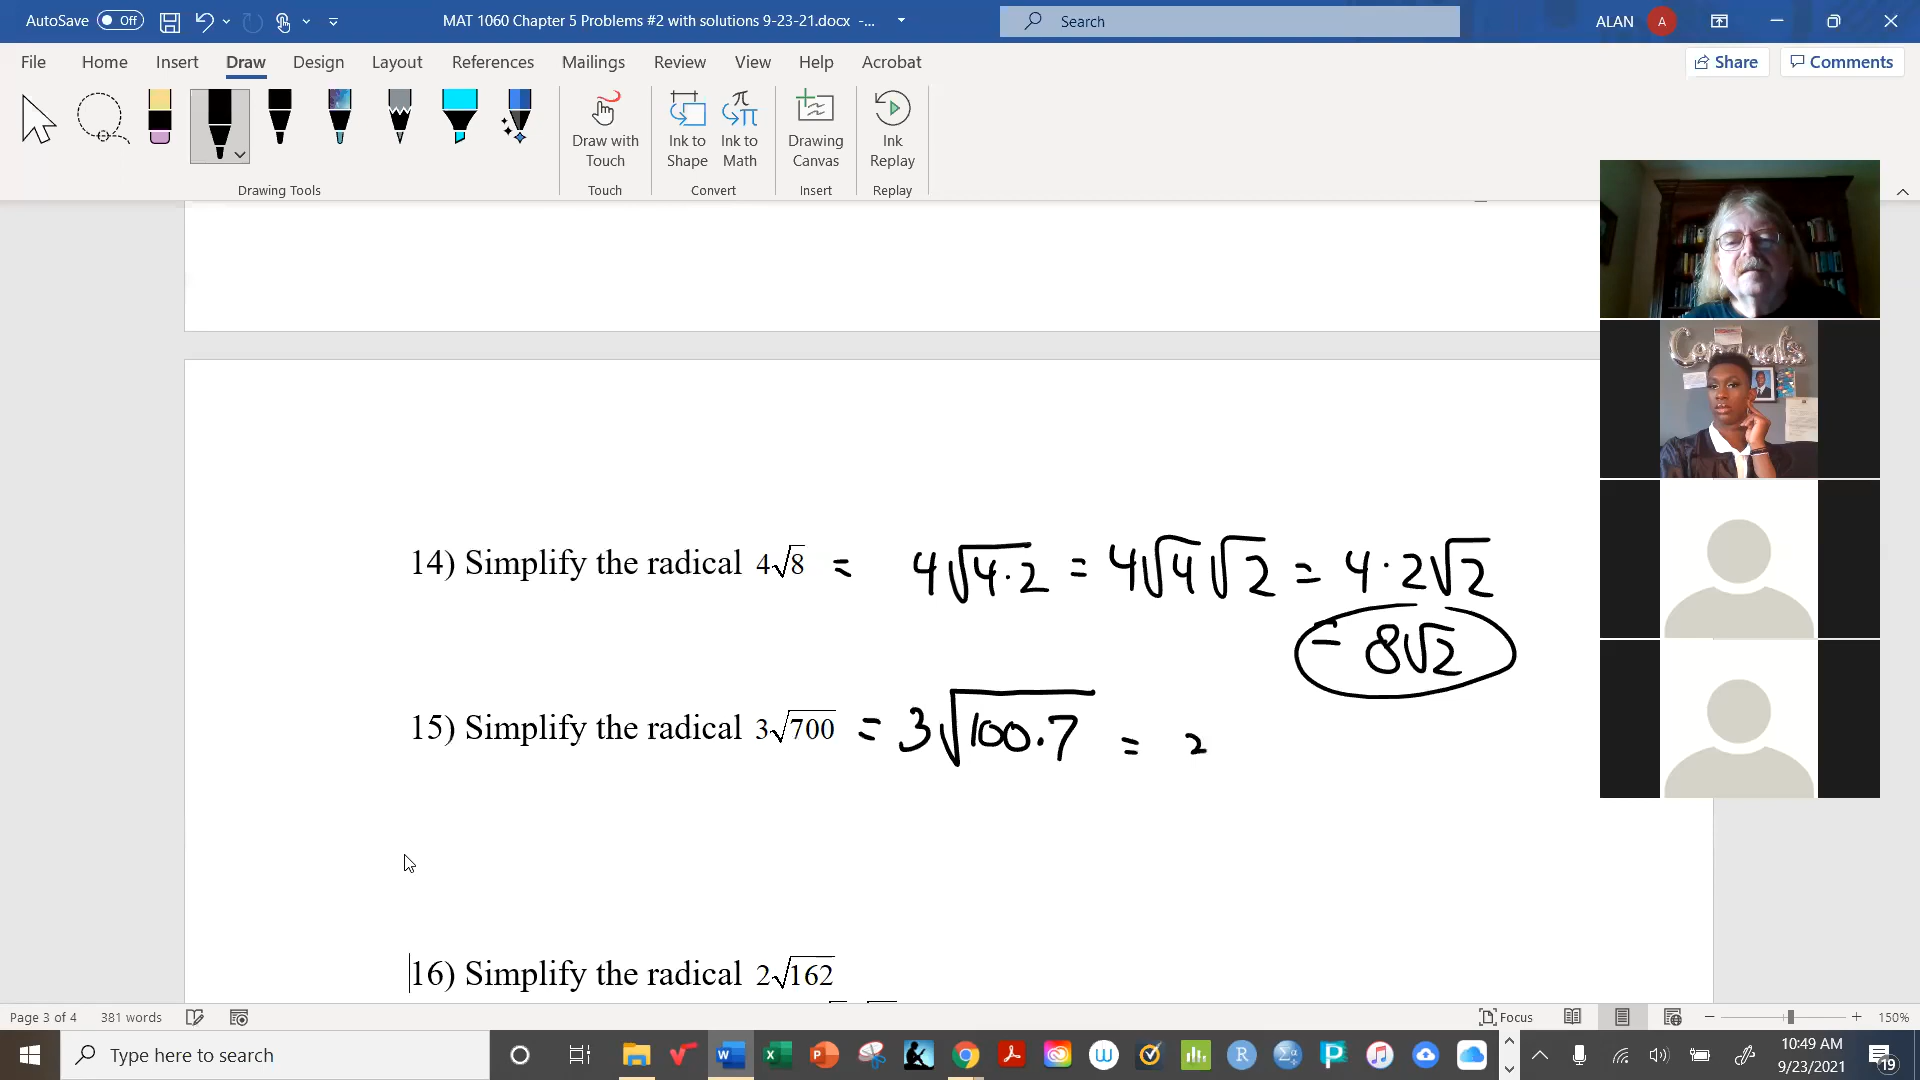 AutoSave Off MAT 1060 Chapter 5 Problems #2 with solutions 9-23-21.docx -... Search ALAN A
File Home Insert Draw Design Layout References Mailings Review View Help Acrobat Share Comments
Draw with Touch
Ink to Shape
Ink to Math
Drawing Canvas
Ink Replay
Drawing Tools Touch Convert Insert Replay
14) Simplify the radical 4√8 = 4√4·2 = 4√4 √2 = 4·2√2
= 8√2
15) Simplify the radical 3√700 = 3√100·7 =
16) Simplify the radical 2√162
Page 3 of 4 381 words Focus 150%
Type here to search 10:49 AM
9/23/2021 19